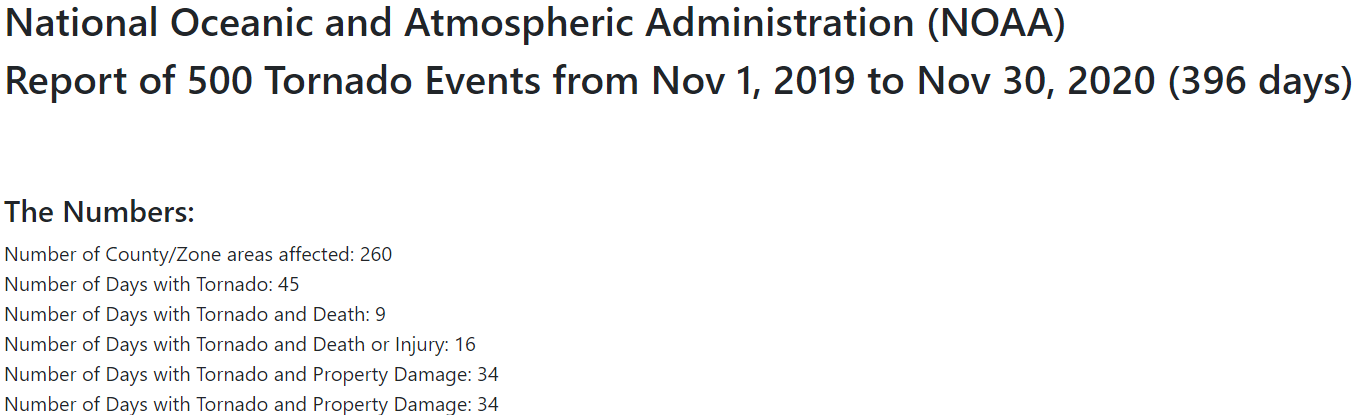 National Oceanic and Atmospheric Administration (NOAA)
Report of 500 Tornado Events from Nov 1, 2019 to Nov 30, 2020 (396 days)
The Numbers:
Number of County/Zone areas affected: 260
Number of Days with Tornado: 45
Number of Days with Tornado and Death: 9
Number of Days with Tornado and Death or Injury: 16
Number of Days with Tornado and Property Damage: 34
Number of Days with Tornado and Property Damage: 34